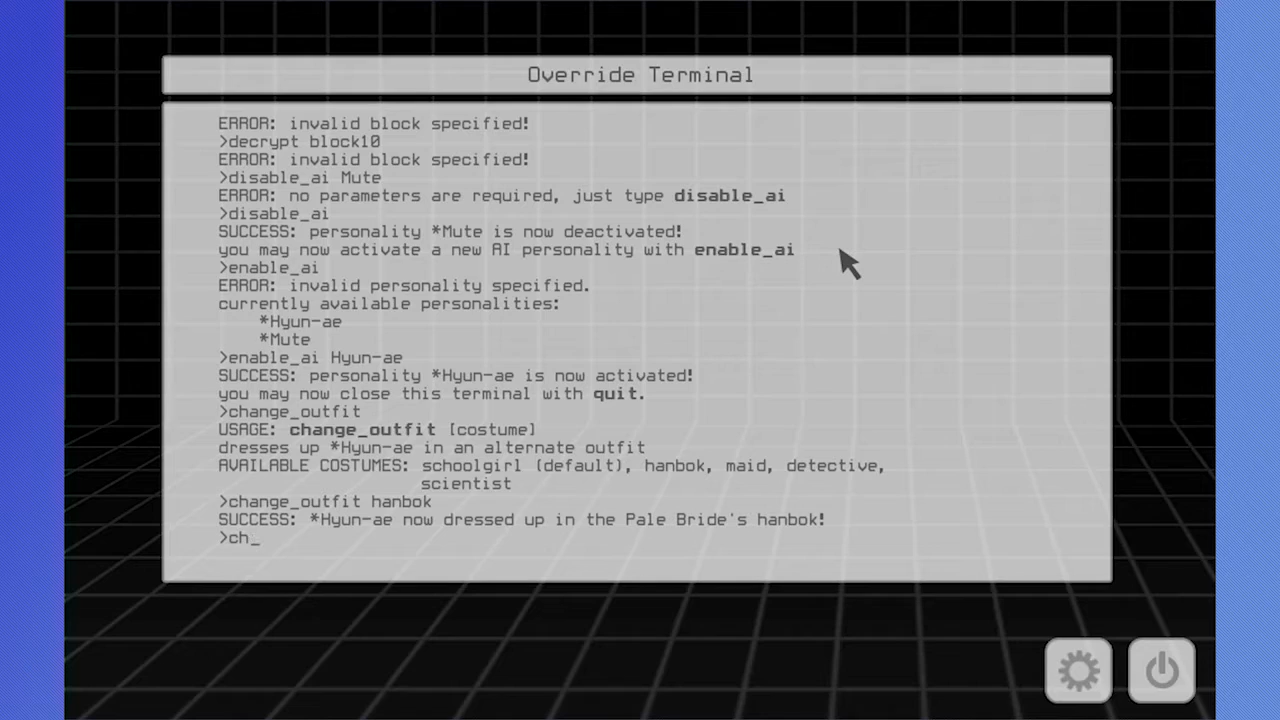 Override Terminal
ERROR: invalid block specified!
>decrypt block10
ERROR: invalid block specified!
>disable_ai Mute
ERROR: no parameters are required, just type disable_ai
>disable_ai
SUCCESS: personality *Mute is now deactivated!
you may now activate a new AI personality with enable_ai
>enable_ai
ERROR: invalid personality specified.
currently available personalities:
*Hyun-ae
*Mute
>enable_ai Hyun-ae
SUCCESS: personality *Hyun-ae is now activated!
you may now close this terminal with quit.
>change_outfit
USAGE: change_outfit [costume]
dresses up *Hyun-ae in an alternate outfit
AVAILABLE COSTUMES: schoolgirl (default), hanbok, maid, detective,
scientist
>change_outfit hanbok
SUCCESS: *Hyun-ae now dressed up in the Pale Bride's hanbok!
>ch_